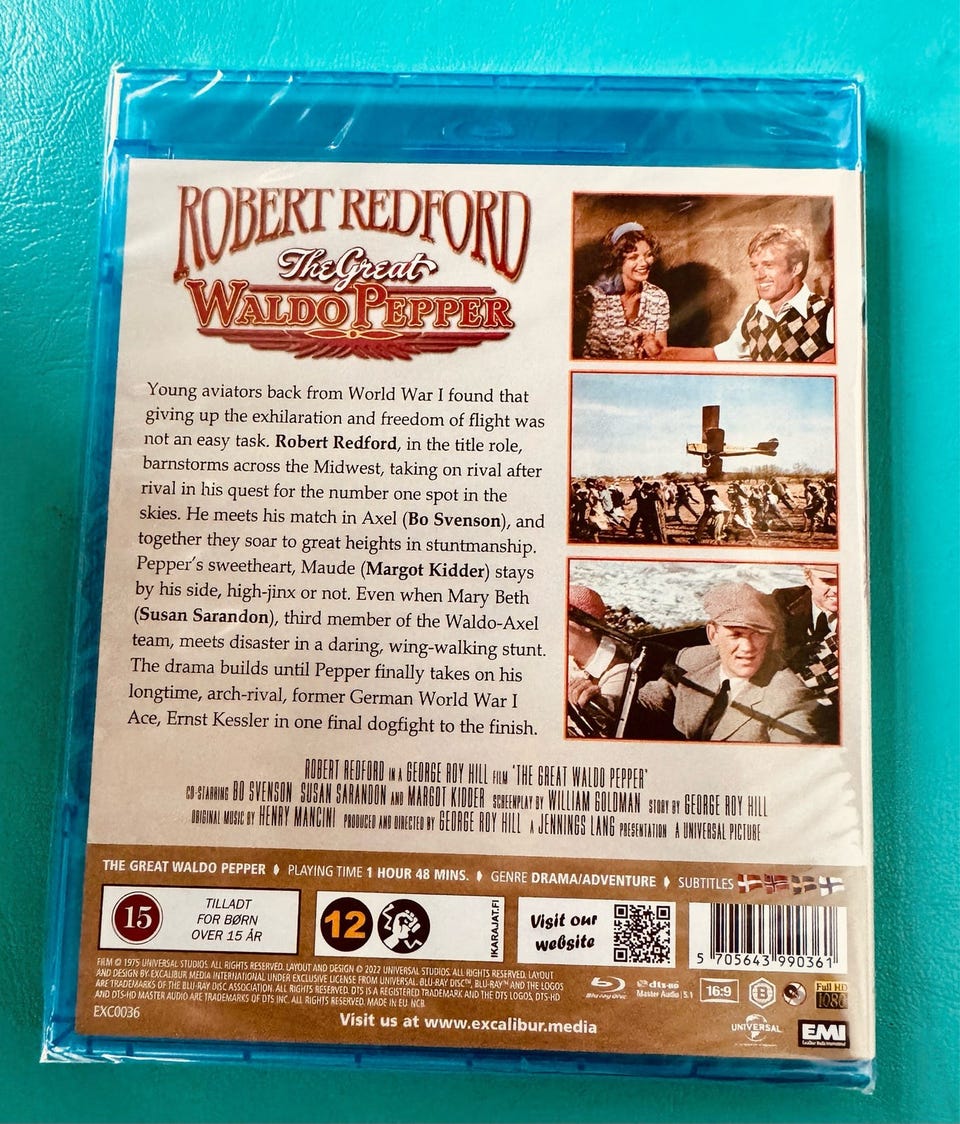 ROBERT REDFORD
The Great
WALDO PEPPER
Young aviators back from World War I found that
giving up the exhilaration and freedom of flight was
not an easy task. Robert Redford, in the title role,
barnstorms across the Midwest, taking on rival after
rival in his quest for the number one spot in the
skies. He meets his match in Axel (Bo Svenson), and
together they soar to great heights in stuntmanship.
Pepper's sweetheart, Maude (Margot Kidder) stays
by his side, high-jinx or not. Even when Mary Beth
(Susan Sarandon), third member of the Waldo-Axel
team, meets disaster in a daring, wing-walking stunt.
The drama builds until Pepper finally takes on his
longtime, arch-rival, former German World War I
Ace, Ernst Kessler in one final dogfight to the finish.
ROBERT REDFORD IN A GEORGE ROY HILL FILM "THE GREAT WALDO PEPPER"
CO-STARRING BO SVENSON SUSAN SARANDON AND MARGOT KIDDER SCREENPLAY BY WILLIAM GOLDMAN STORY BY GEORGE ROY HILL
ORIGINAL MUSIC BY HENRY MANCINI PRODUCED AND DIRECTED BY GEORGE ROY HILL A JENNINGS LANG PRESENTATION A UNIVERSAL PICTURE
THE GREAT WALDO PEPPER PLAYING TIME 1 HOUR 48 MINS. GENRE DRAMA/ADVENTURE SUBTITLES
15
TILLADT
FOR BØRN
OVER 15 ÅR
12
IKARAJAT.FI
Visit our
website
5 705643 990361
FILM © 1975 UNIVERSAL STUDIOS. ALL RIGHTS RESERVED. LAYOUT AND DESIGN © 2022 UNIVERSAL STUDIOS. ALL RIGHTS RESERVED. LAYOUT
AND DESIGN BY EXCALIBUR MEDIA INTERNATIONAL UNDER EXCLUSIVE LICENSE FROM UNIVERSAL. BLU-RAY DISC™, BLU-RAY™ AND THE LOGOS
ARE TRADEMARKS OF THE BLU-RAY DISC ASSOCIATION. ALL RIGHTS RESERVED. DTS IS A REGISTERED TRADEMARK AND THE DTS LOGOS, DTS-HD
AND DTS-HD MASTER AUDIO ARE TRADEMARKS OF DTS INC. ALL RIGHTS RESERVED. MADE IN EU NCB
EXC0036
Blu-ray Disc
dts-HD
Master Audio 5.1
16:9
B
Full HD
1080
Visit us at www.excalibur.media
UNIVERSAL
EMI
Excalibur Media International